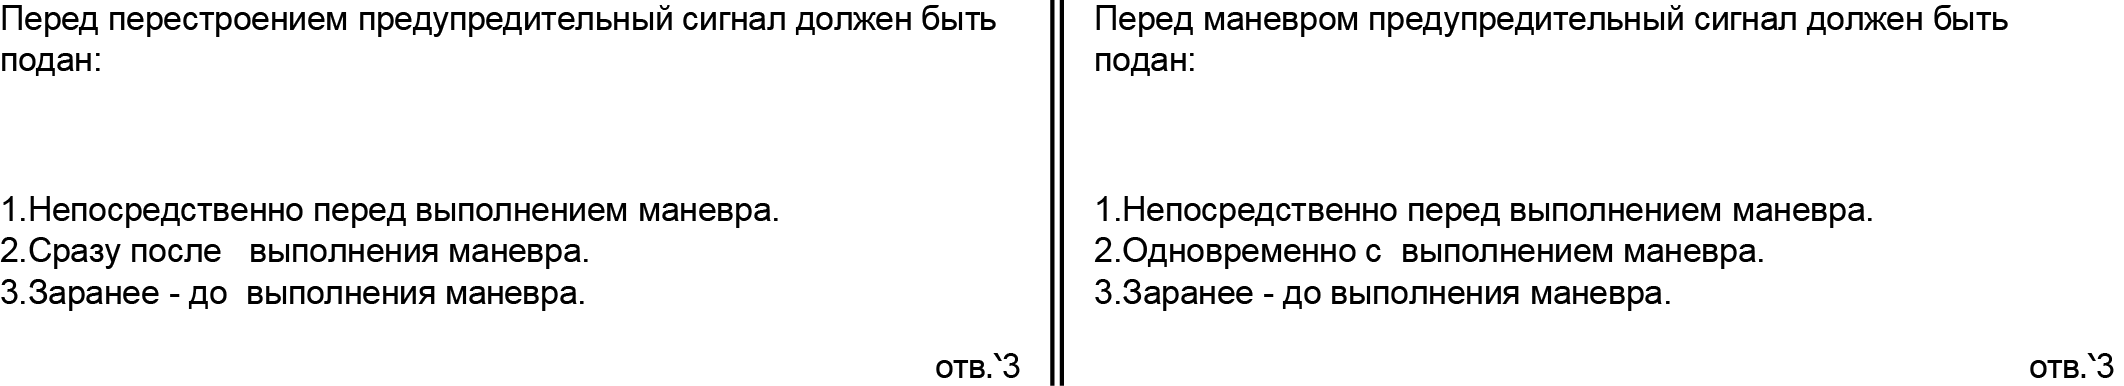 Перед перестроением предупредительный сигнал должен быть
подан:
1.Непосредственно перед выполнением маневра.
2.Сразу после   выполнения маневра.
3.Заранее - до  выполнения маневра.
отв.`3
Перед маневром предупредительный сигнал должен быть
подан:
1.Непосредственно перед выполнением маневра.
2.Одновременно с  выполнением маневра.
3.Заранее - до выполнения маневра.
отв.`3